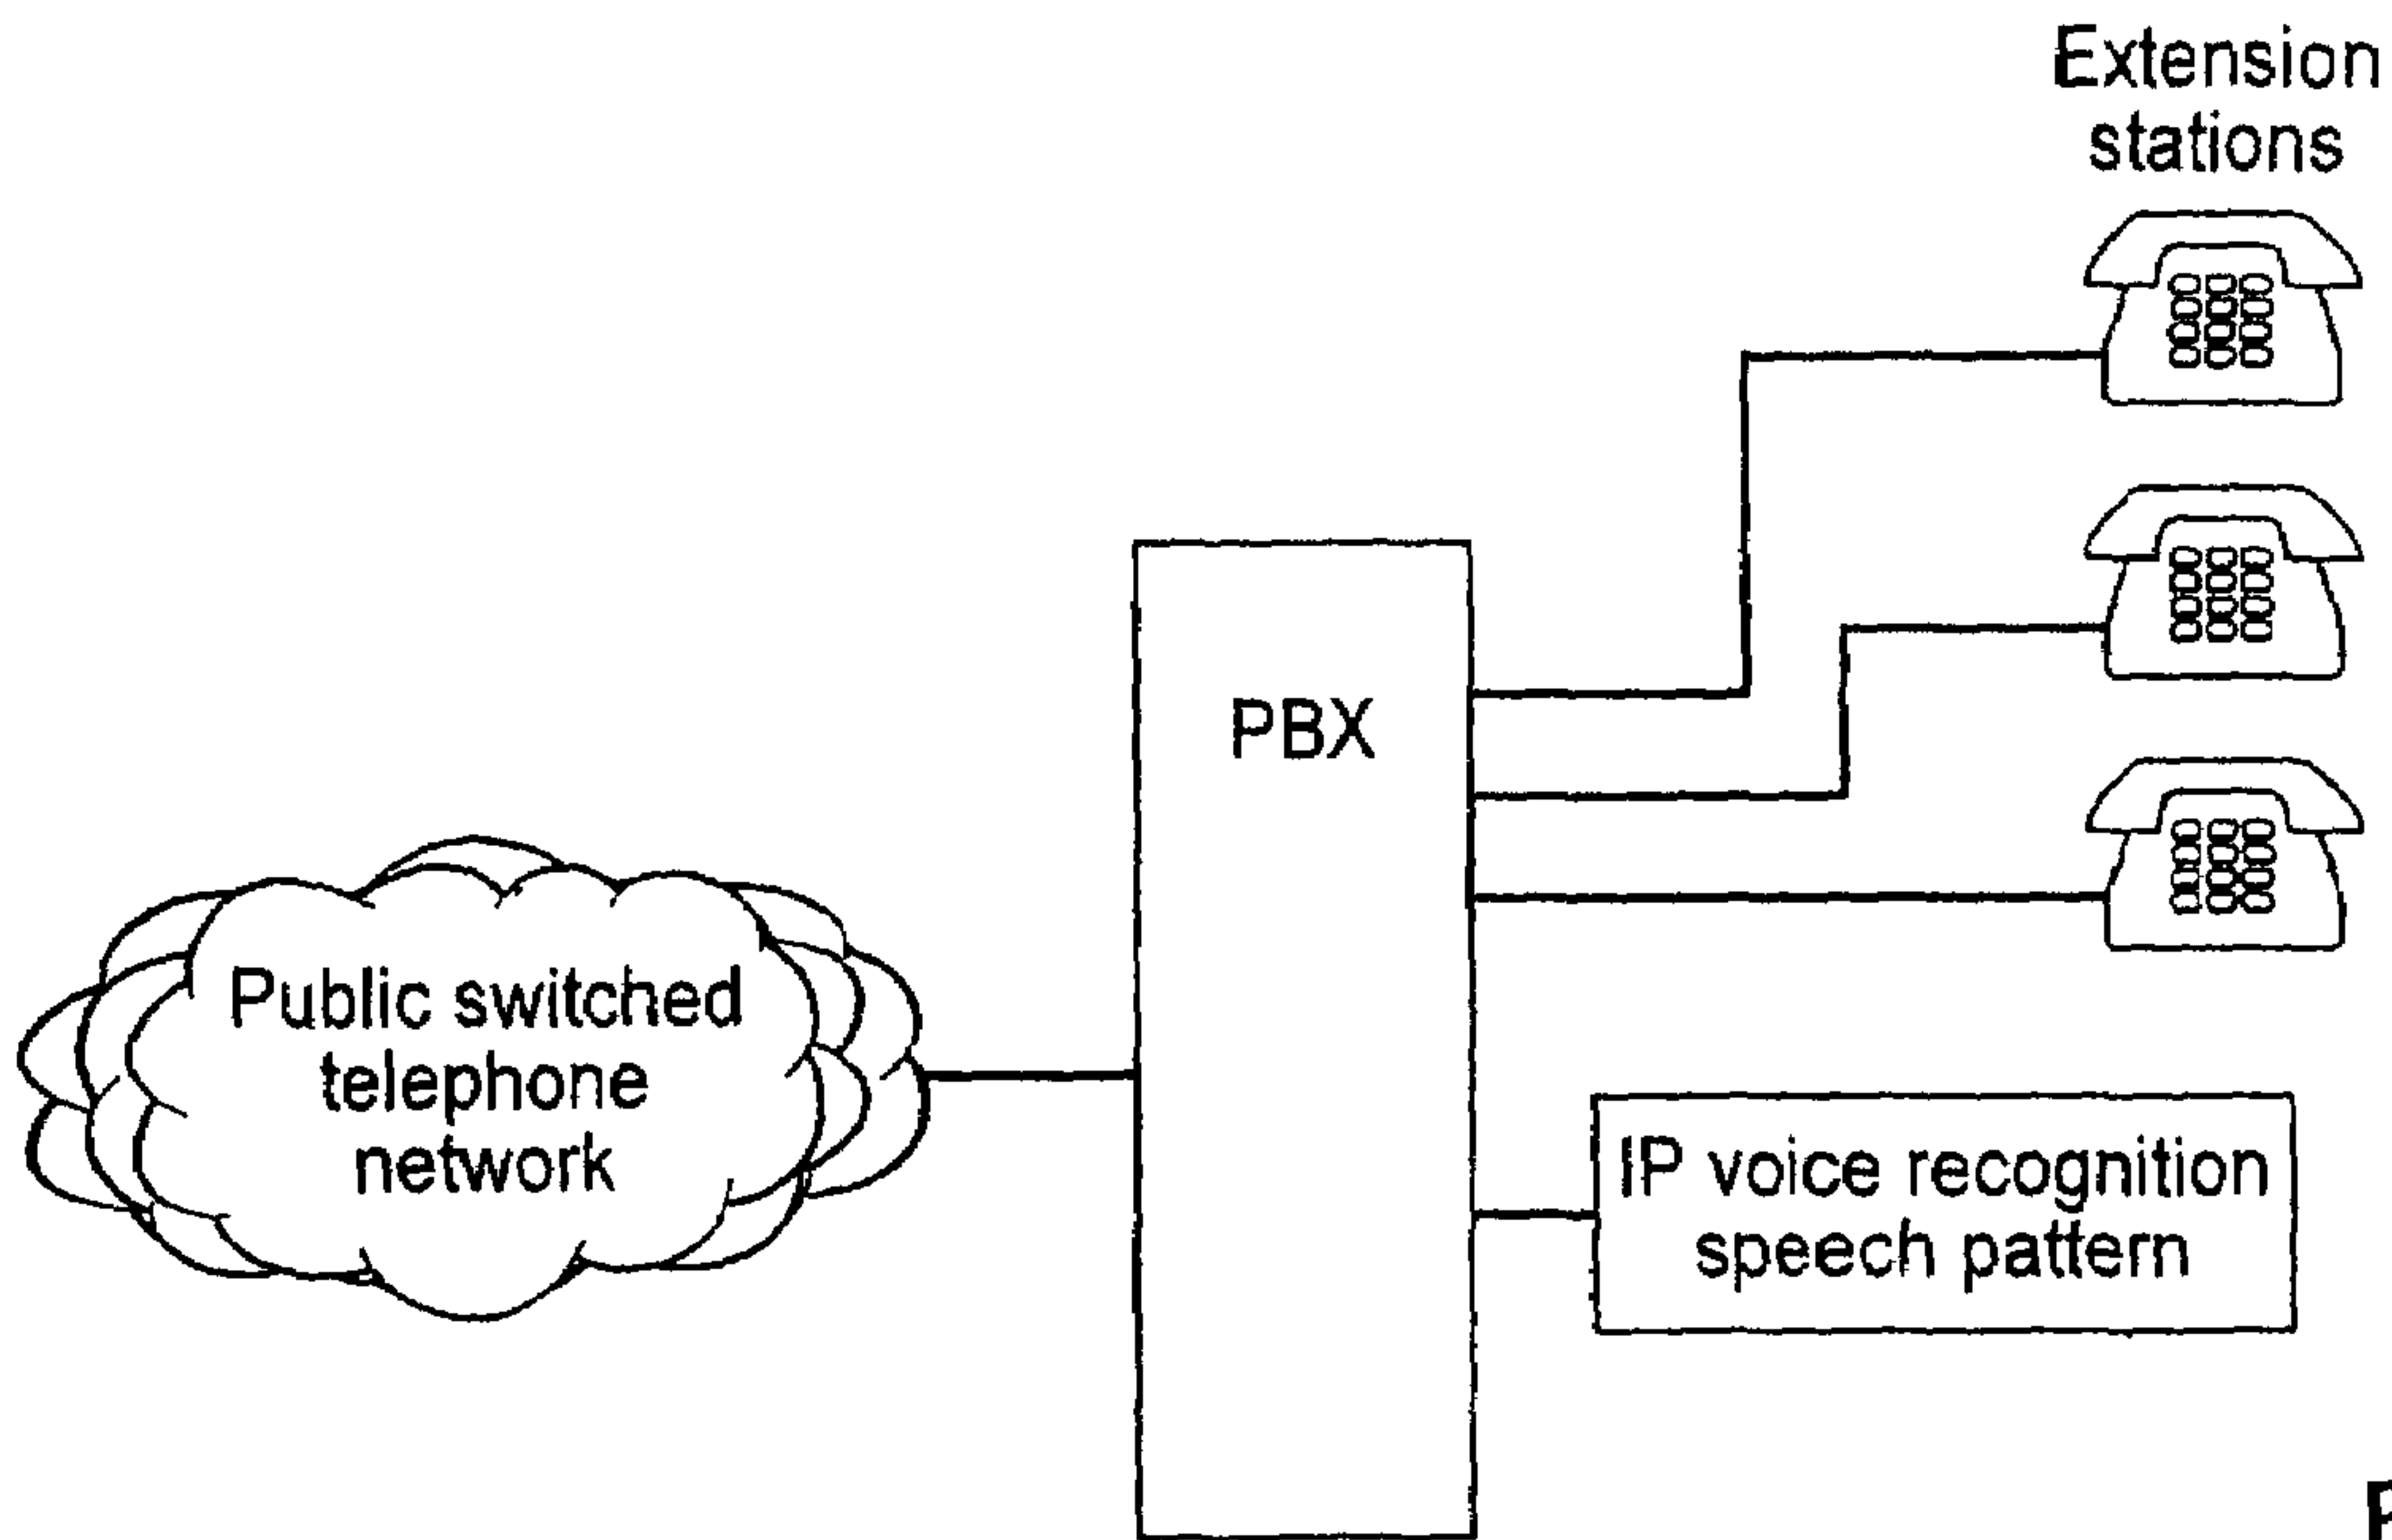 Extension
stations
PBX
Public switched
telephone
network
IP voice recognition
speech pattern